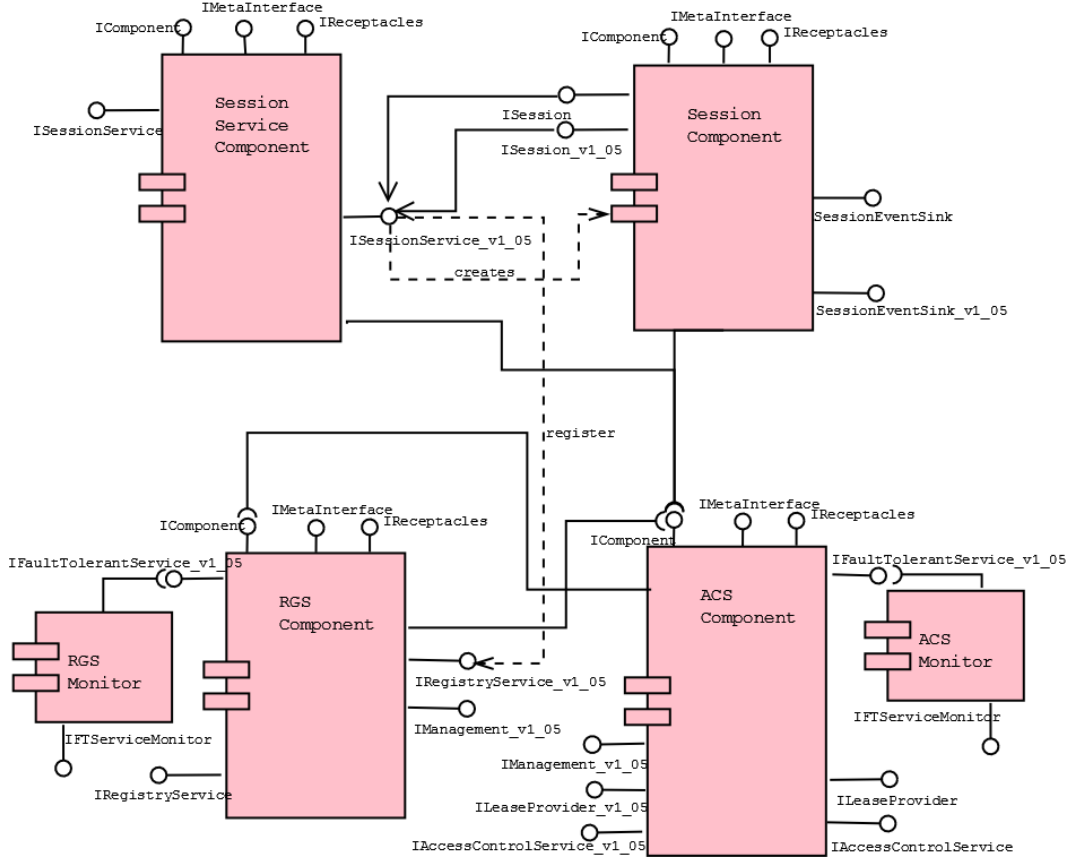 IMetaInterface
IComponent
IReceptacles
IMetaInterface
IComponent
IReceptacles
Session
Service
Component
ISessionService
ISession
ISession_v1_05
Session
Component
SessionEventSink
ISessionService_v1_05
creates
SessionEventSink_v1_05
register
IMetaInterface
IComponent
IReceptacles
IMetaInterface
IReceptacles
IComponent
IFaultTolerantService_v1_05
IFaultTolerantService_v1_05
RGS
Component
ACS
Component
RGS
Monitor
ACS
Monitor
IRegistryService_v1_05
IFTServiceMonitor
IManagement_v1_05
IFTServiceMonitor
IManagement_v1_05
IRegistryService
ILeaseProvider_v1_05
ILeaseProvider
IAccessControlService_v1_05
IAccessControlService